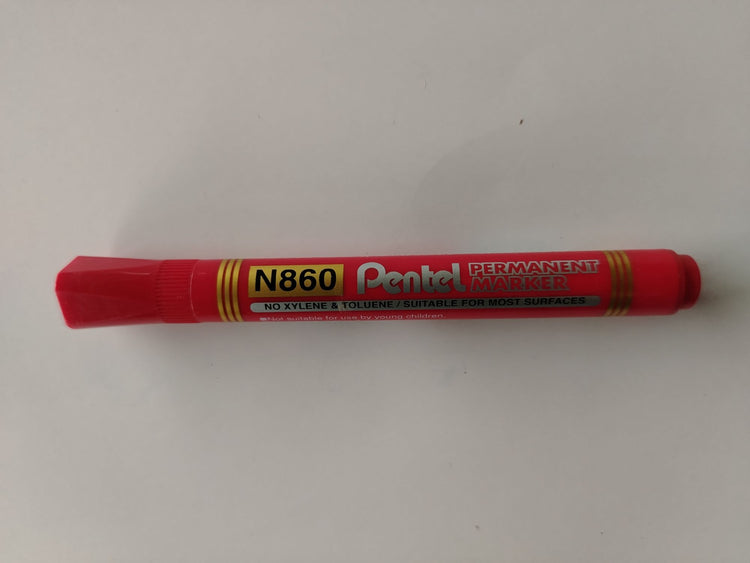 N860 Pentel PERMANENT
MARKER
NO XYLENE & TOLUENE / SUITABLE FOR MOST SURFACES
■Not suitable for use by young children.